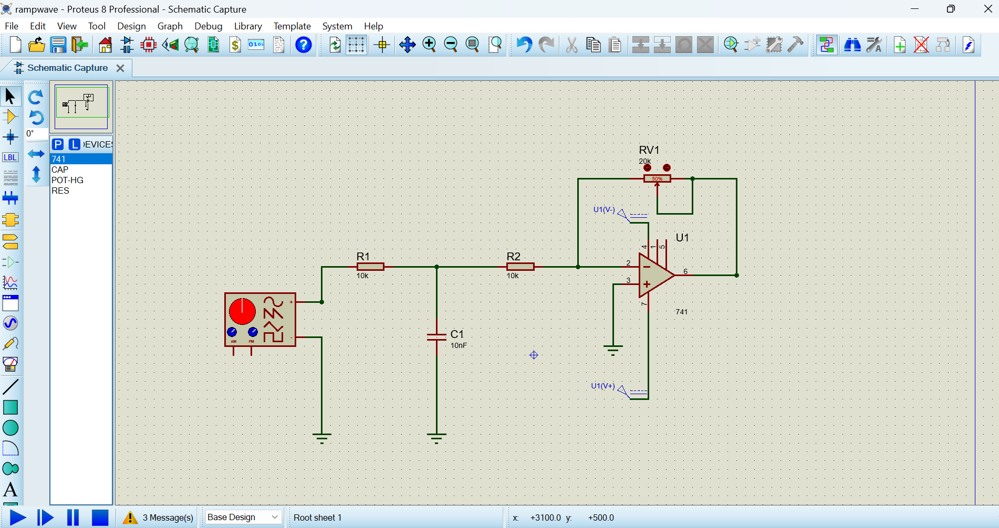 rampwave - Proteus 8 Professional - Schematic Capture
File Edit View Tool Design Graph Debug Library Template System Help
$ 0101 ?
Schematic Capture
0°
P L DEVICES
LBL
741
CAP
POT-HG
RES
A
RV1
20k
50%
U1(V-)
U1
4 1 5
2
3
6
7
741
U1(V+)
R1
10k
R2
10k
C1
10nF
+
-
AM FM
3 Message(s) Base Design Root sheet 1 x: +3100.0 y: +500.0